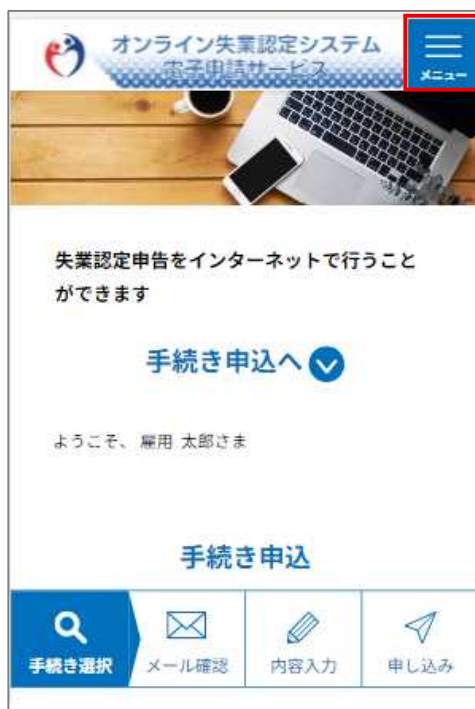 オンライン失業認定システム
電子申請サービス
メニュー
失業認定申告をインターネットで行うこと
ができます
手続き申込へ
ようこそ、 雇用 太郎さま
手続き申込
手続き選択
メール確認
内容入力
申し込み